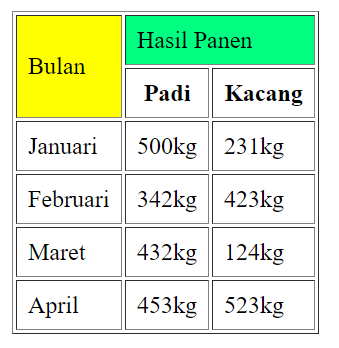 Bulan Hasil Panen
Padi Kacang
Januari 500kg 231kg
Februari 342kg 423kg
Maret 432kg 124kg
April 453kg 523kg